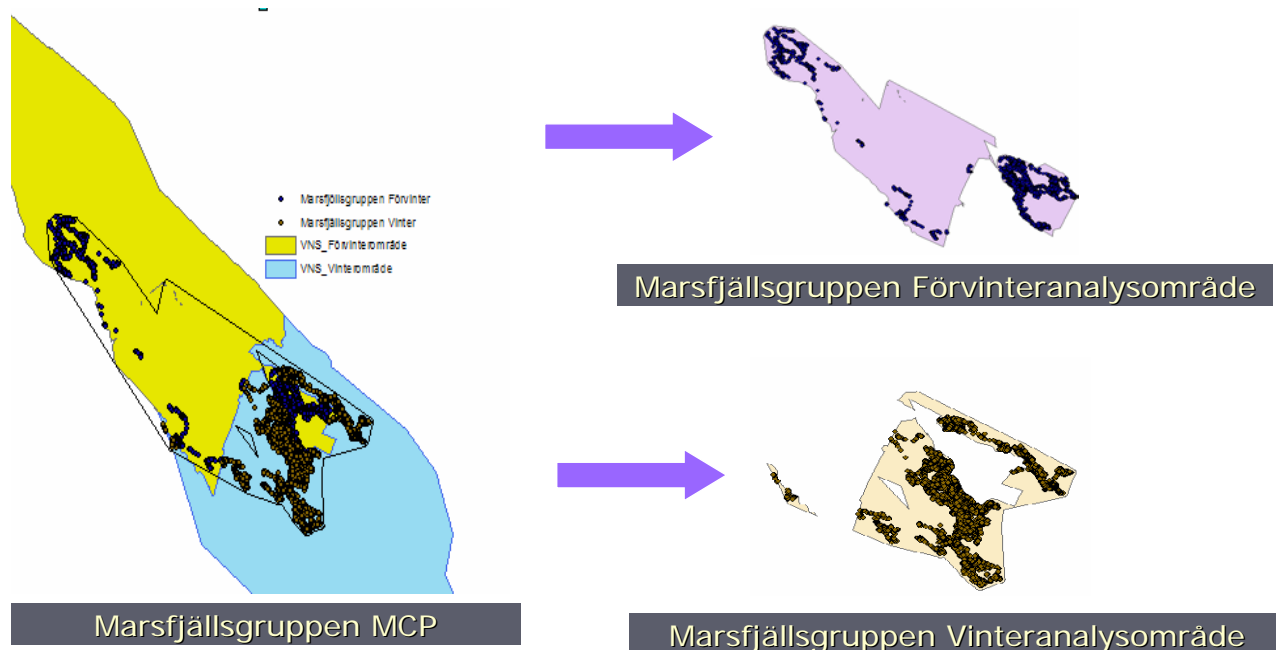 Marsfjällsgruppen Förvinter
Marsfjällsgruppen Vinter
VNS_Förvinterområde
VNS_Vinterområde
Marsfjällsgruppen MCP
Marsfjällsgruppen Förvinteranalysområde
Marsfjällsgruppen Vinteranalysområde